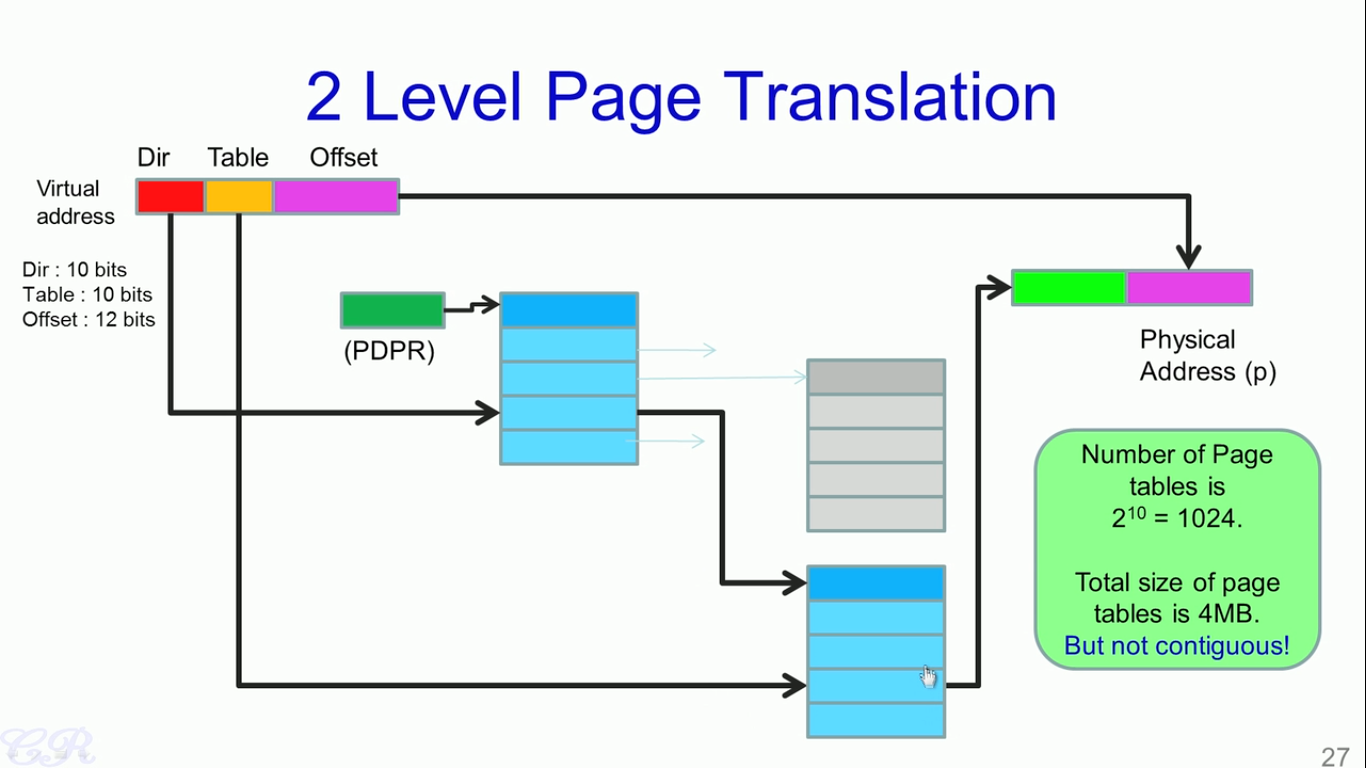 2 Level Page Translation
Dir Table Offset
Virtual
address
Dir : 10 bits
Table : 10 bits
Offset : 12 bits
(PDPR)
Physical
Address (p)
Number of Page
tables is
2¹⁰ = 1024.
Total size of page
tables is 4MB.
But not contiguous!
CR
27